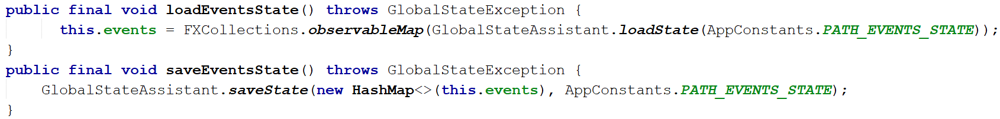 public final void loadEventsState() throws GlobalStateException {
this.events = FXCollections.observableMap(GlobalStateAssistant.loadState(AppConstants.PATH_EVENTS_STATE));
}
public final void saveEventsState() throws GlobalStateException {
GlobalStateAssistant.saveState(new HashMap<>(this.events), AppConstants.PATH_EVENTS_STATE);
}